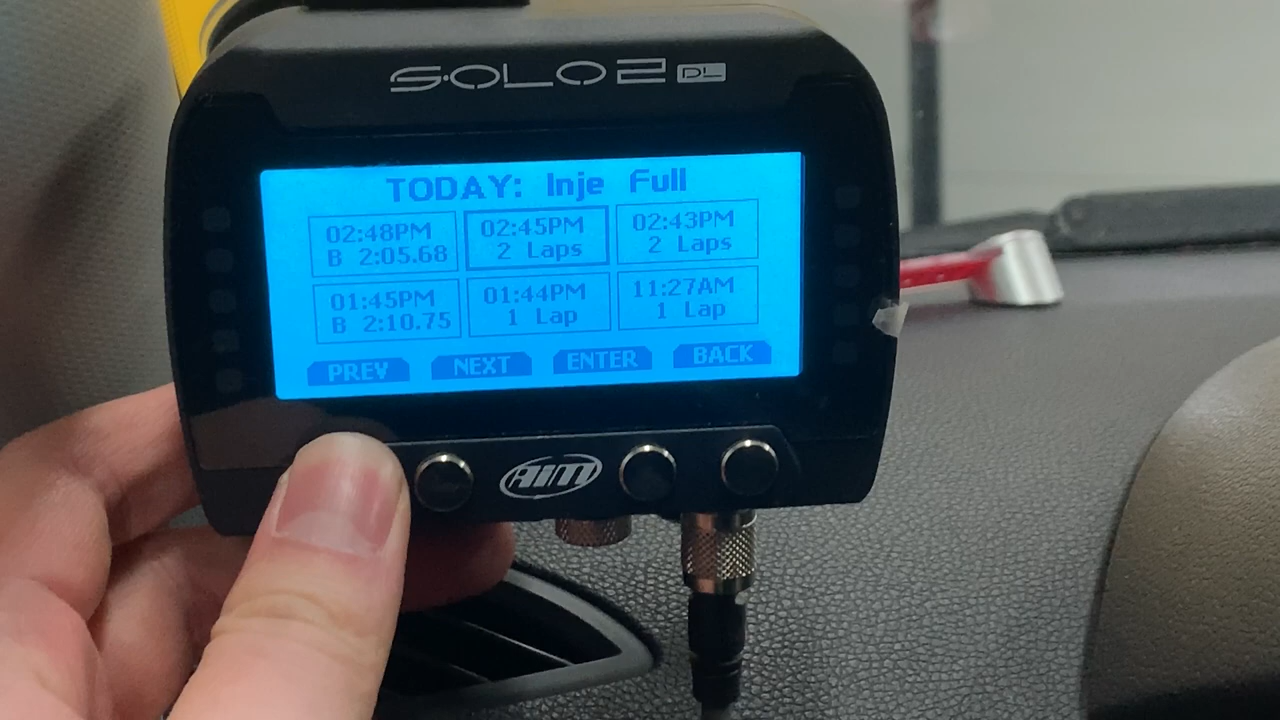 SOLO2 DL
TODAY: Inje Full
02:48PM
B 2:05.68
02:45PM
2 Laps
02:43PM
2 Laps
01:45PM
B 2:10.75
01:44PM
1 Lap
11:27AM
1 Lap
PREV NEXT ENTER BACK
AiM